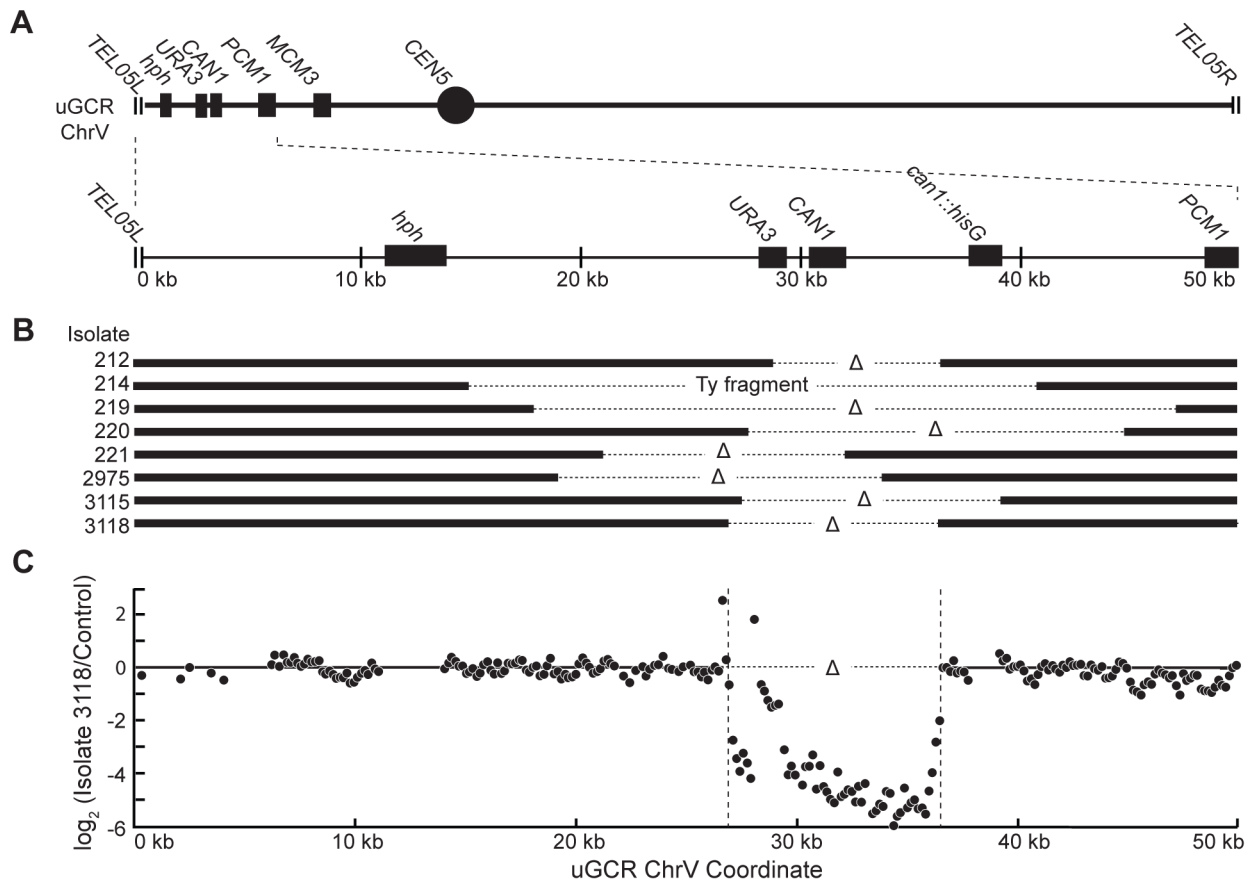 A
TEL05L
hph
URA3
CAN1
PCM1
MCM3
CEN5
TEL05R
uGCR
ChrV
TEL05L
hph
URA3
CAN1
can1::hisG
PCM1
0 kb 10 kb 20 kb 30 kb 40 kb 50 kb
B
Isolate
212 Δ
214 Ty fragment
219 Δ
220 Δ
221 Δ
2975 Δ
3115 Δ
3118 Δ
C
log2 (Isolate 3118/Control)
2
0 Δ
-2
-4
-6
0 kb 10 kb 20 kb 30 kb 40 kb 50 kb
uGCR ChrV Coordinate